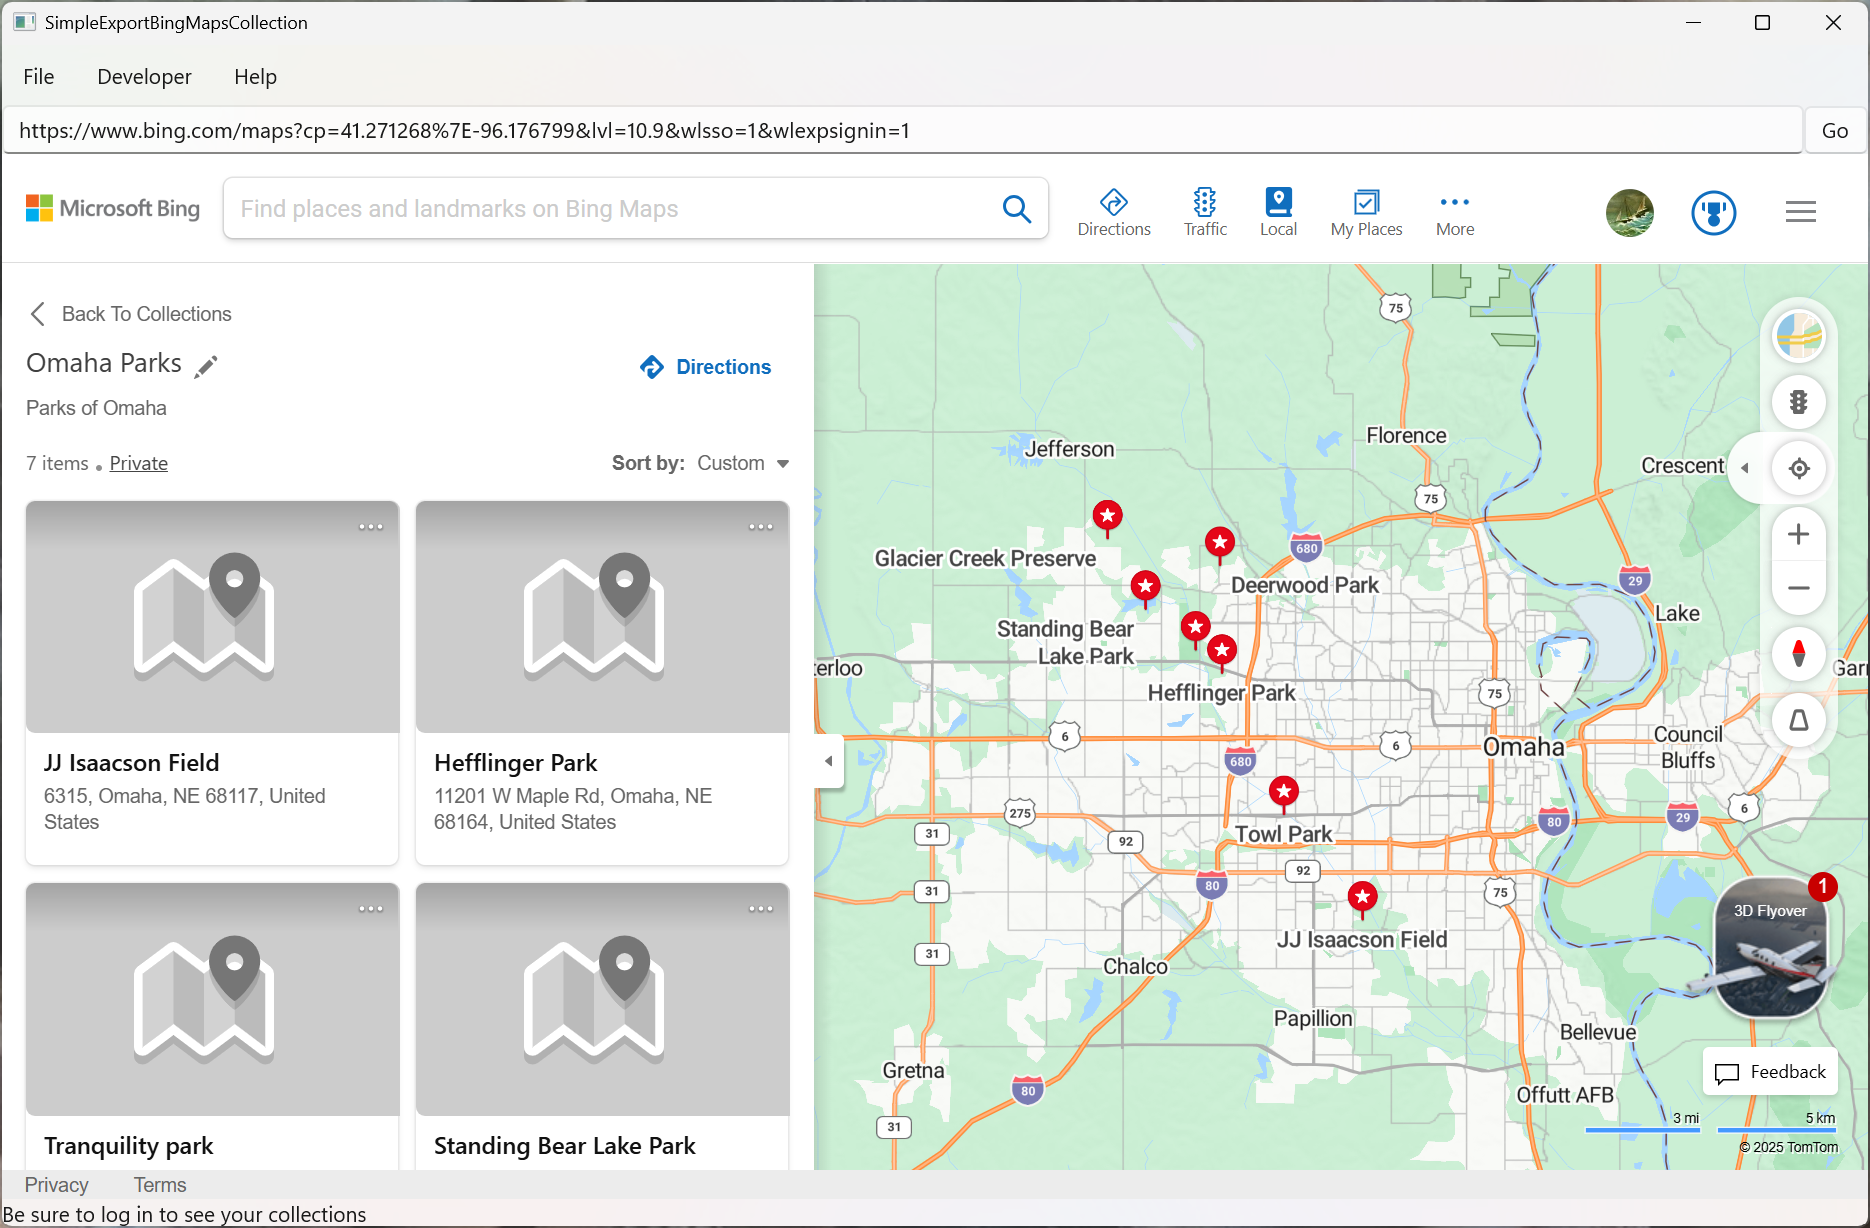 SimpleExportBingMapsCollection
File Developer Help
https://www.bing.com/maps?cp=41.271268%7E-96.176799&lvl=10.9&wlsso=1&wlexpsignin=1
Go
Microsoft Bing
Find places and landmarks on Bing Maps
Directions
Traffic
Local
My Places
More
Back To Collections
Omaha Parks
Directions
Parks of Omaha
7 items . Private
Sort by: Custom
JJ Isaacson Field
6315, Omaha, NE 68117, United
States
Hefflinger Park
11201 W Maple Rd, Omaha, NE
68164, United States
Tranquility park
Standing Bear Lake Park
75
Florence
Jefferson
Crescent
75
680
Glacier Creek Preserve
Deerwood Park
29
Lake
Standing Bear
Lake Park
erloo
Garr
Hefflinger Park
75
6
6
Omaha
Council
Bluffs
680
275
6
31
92
Towl Park
80
29
92
31
80
75
1
3D Flyover
JJ Isaacson Field
31
Chalco
Papillion
Bellevue
Gretna
80
Offutt AFB
Feedback
31
3 mi
5 km
© 2025 TomTom
Privacy Terms
Be sure to log in to see your collections